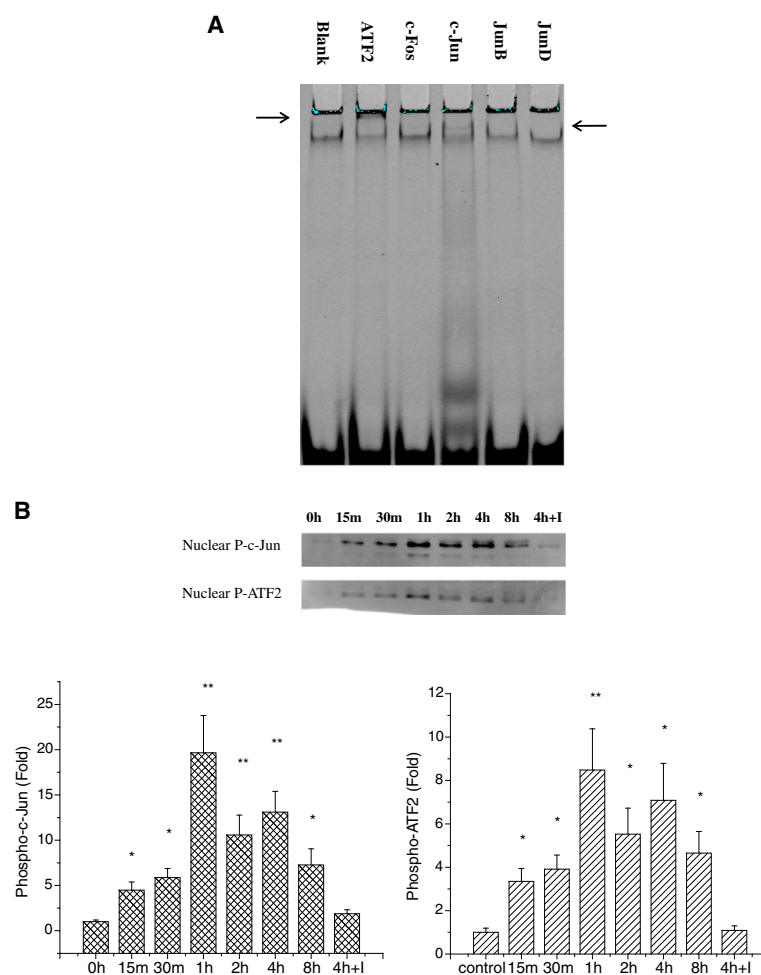 A
Blank ATF2 c-Fos c-Jun JunB JunD
B
0h 15m 30m 1h 2h 4h 8h 4h+I
Nuclear P-c-Jun
Nuclear P-ATF2
Phospho-c-Jun (Fold)
25
20
15
10
5
0
* * ** ** ** *
0h 15m 30m 1h 2h 4h 8h 4h+I
Phospho-ATF2 (Fold)
12
10
8
6
4
2
0
* * ** * * *
control 15m 30m 1h 2h 4h 8h 4h+I